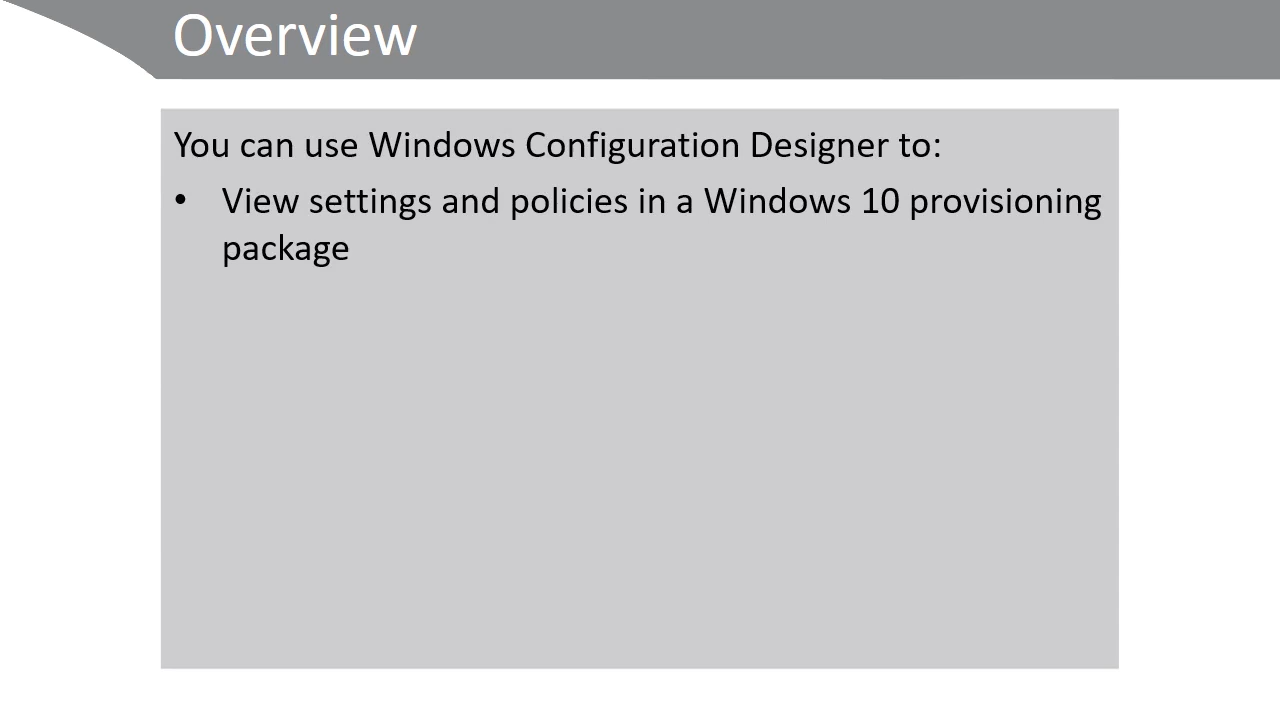 Overview
You can use Windows Configuration Designer to:
• View settings and policies in a Windows 10 provisioning
package